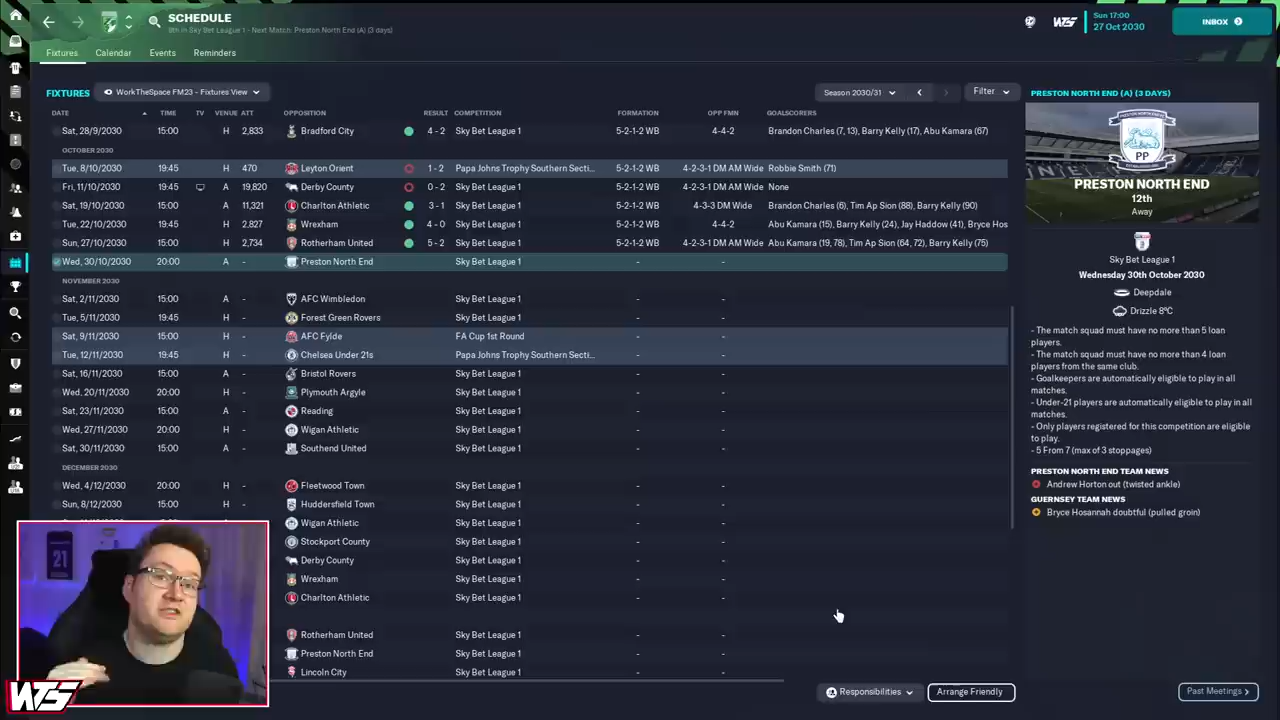 SCHEDULE
8th in Sky Bet League 1 - Next Match: Preston North End (A) (3 days)
WTS
Sun 17:00
27 Oct 2030
INBOX
Fixtures Calendar Events Reminders
FIXTURES WorkTheSpace FM23 - Fixtures View Season 2030/31 Filter
DATE TIME TV VENUE ATT OPPOSITION RESULT COMPETITION FORMATION OPP FMN GOALSCORERS
Sat, 28/9/2030 15:00 H 2,833 Bradford City 4 - 2 Sky Bet League 1 5-2-1-2 WB 4-4-2 Brandon Charles (7, 13), Barry Kelly (17), Abu Kamara (67)
OCTOBER 2030
Tue, 8/10/2030 19:45 H 470 Leyton Orient 1 - 2 Papa Johns Trophy Southern Secti... 5-2-1-2 WB 4-2-3-1 DM AM Wide Robbie Smith (71)
Fri, 11/10/2030 19:45 A 19,820 Derby County 0 - 2 Sky Bet League 1 5-2-1-2 WB 4-2-3-1 DM AM Wide None
Sat, 19/10/2030 15:00 A 11,321 Charlton Athletic 3 - 1 Sky Bet League 1 5-2-1-2 WB 4-3-3 DM Wide Brandon Charles (6), Tim Ap Sion (88), Barry Kelly (90)
Tue, 22/10/2030 19:45 H 2,827 Wrexham 4 - 0 Sky Bet League 1 5-2-1-2 WB 4-4-2 Abu Kamara (15), Barry Kelly (24), Jay Haddow (41), Bryce Hos
Sun, 27/10/2030 15:00 H 2,734 Rotherham United 5 - 2 Sky Bet League 1 5-2-1-2 WB 4-2-3-1 DM AM Wide Abu Kamara (19, 78), Tim Ap Sion (64, 72), Barry Kelly (75)
Wed, 30/10/2030 20:00 A - Preston North End Sky Bet League 1 - -
NOVEMBER 2030
Sat, 2/11/2030 15:00 A - AFC Wimbledon Sky Bet League 1 - -
Tue, 5/11/2030 19:45 H - Forest Green Rovers Sky Bet League 1 - -
Sat, 9/11/2030 15:00 H - AFC Fylde FA Cup 1st Round - -
Tue, 12/11/2030 19:45 H - Chelsea Under 21s Papa Johns Trophy Southern Secti... - -
Sat, 16/11/2030 15:00 A - Bristol Rovers Sky Bet League 1 - -
Wed, 20/11/2030 20:00 H - Plymouth Argyle Sky Bet League 1 - -
Sat, 23/11/2030 15:00 A - Reading Sky Bet League 1 - -
Wed, 27/11/2030 20:00 H - Wigan Athletic Sky Bet League 1 - -
Sat, 30/11/2030 15:00 A - Southend United Sky Bet League 1 - -
DECEMBER 2030
Wed, 4/12/2030 20:00 H - Fleetwood Town Sky Bet League 1 - -
Sun, 8/12/2030 15:00 H - Huddersfield Town Sky Bet League 1 - -
Wigan Athletic Sky Bet League 1 - -
Stockport County Sky Bet League 1 - -
Derby County Sky Bet League 1 - -
Wrexham Sky Bet League 1 - -
Charlton Athletic Sky Bet League 1 - -
Rotherham United Sky Bet League 1 - -
Preston North End Sky Bet League 1 - -
Lincoln City Sky Bet League 1 - -
Responsibilities Arrange Friendly
PRESTON NORTH END (A) (3 DAYS)
PP
PRESTON NORTH END
12th
Away
Sky Bet League 1
Wednesday 30th October 2030
Deepdale
Drizzle 8ºC
- The match squad must have no more than 5 loan
players.
- The match squad must have no more than 4 loan
players from the same club.
- Goalkeepers are automatically eligible to play in all
matches.
- Under-21 players are automatically eligible to play in all
matches.
- Only players registered for this competition are eligible
to play.
- 5 From 7 (max of 3 stoppages)
PRESTON NORTH END TEAM NEWS
Andrew Horton out (twisted ankle)
GUERNSEY TEAM NEWS
Bryce Hosannah doubtful (pulled groin)
Past Meetings
21
WTS